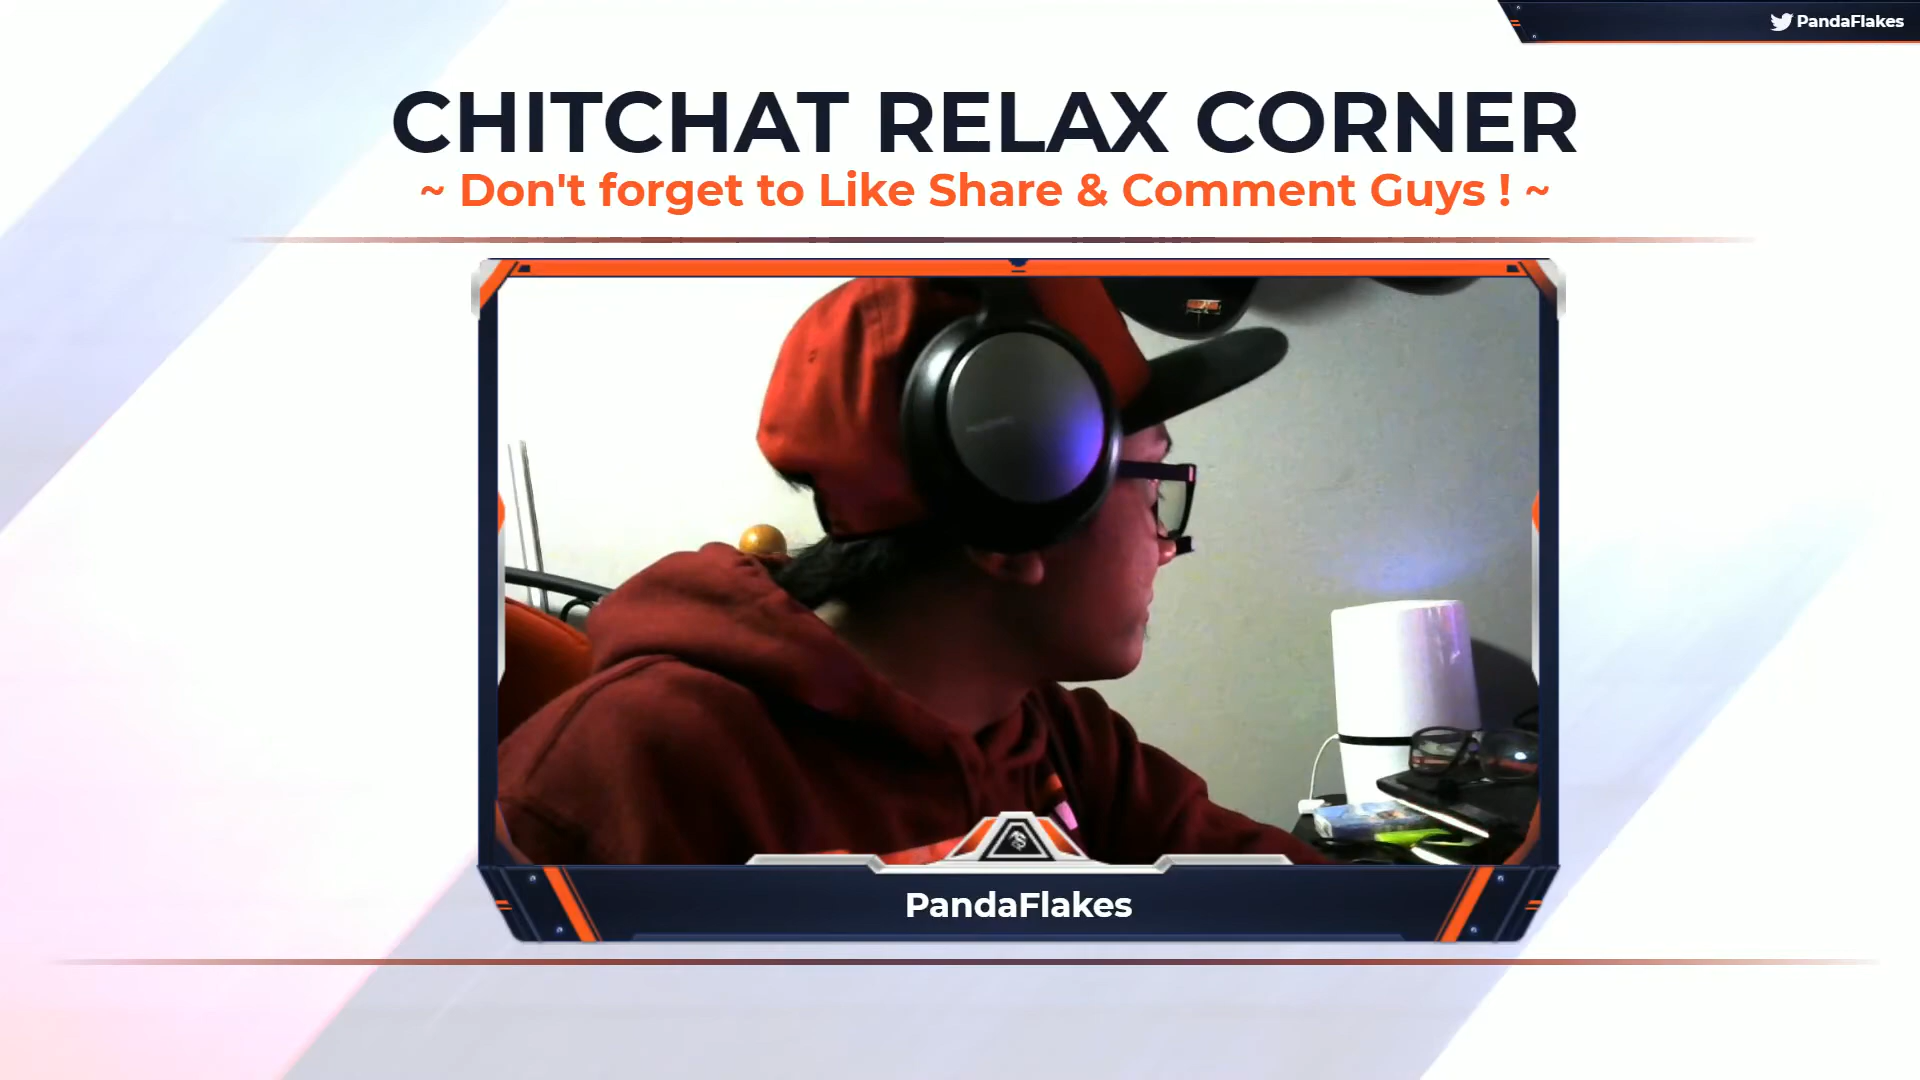 PandaFlakes
CHITCHAT RELAX CORNER
~ Don't forget to Like Share & Comment Guys ! ~
PandaFlakes